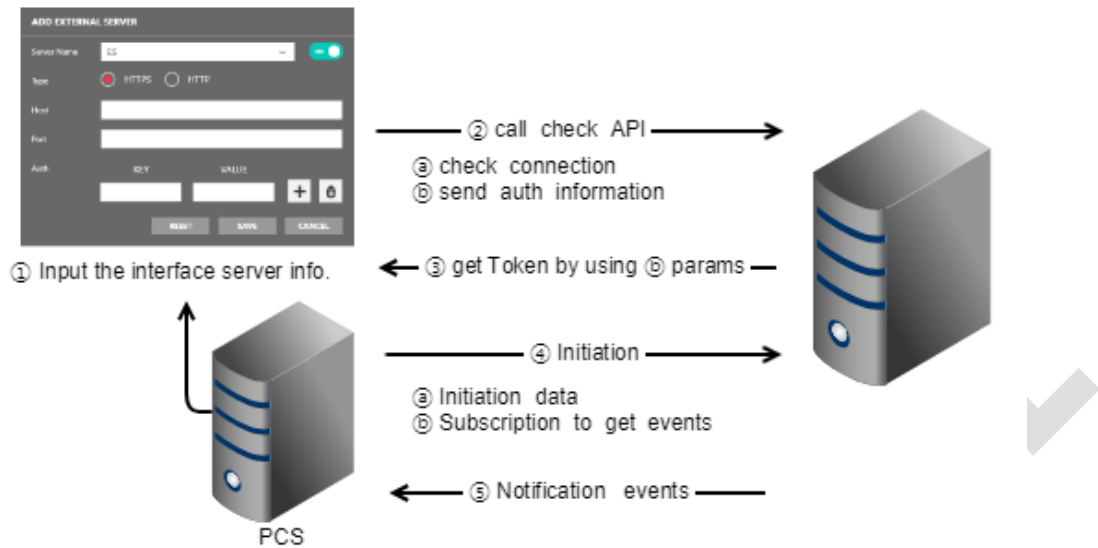 ADD EXTERNAL SERVER
Server Name ES
Type HTTPS HTTP
Host
Port
Auth KEY VALUE
+
RESET SAVE CANCEL
① Input the interface server info.
② call check API
ⓐ check connection
ⓑ send auth information
③ get Token by using ⓑ params
④ Initiation
ⓐ Initiation data
ⓑ Subscription to get events
⑤ Notification events
PCS